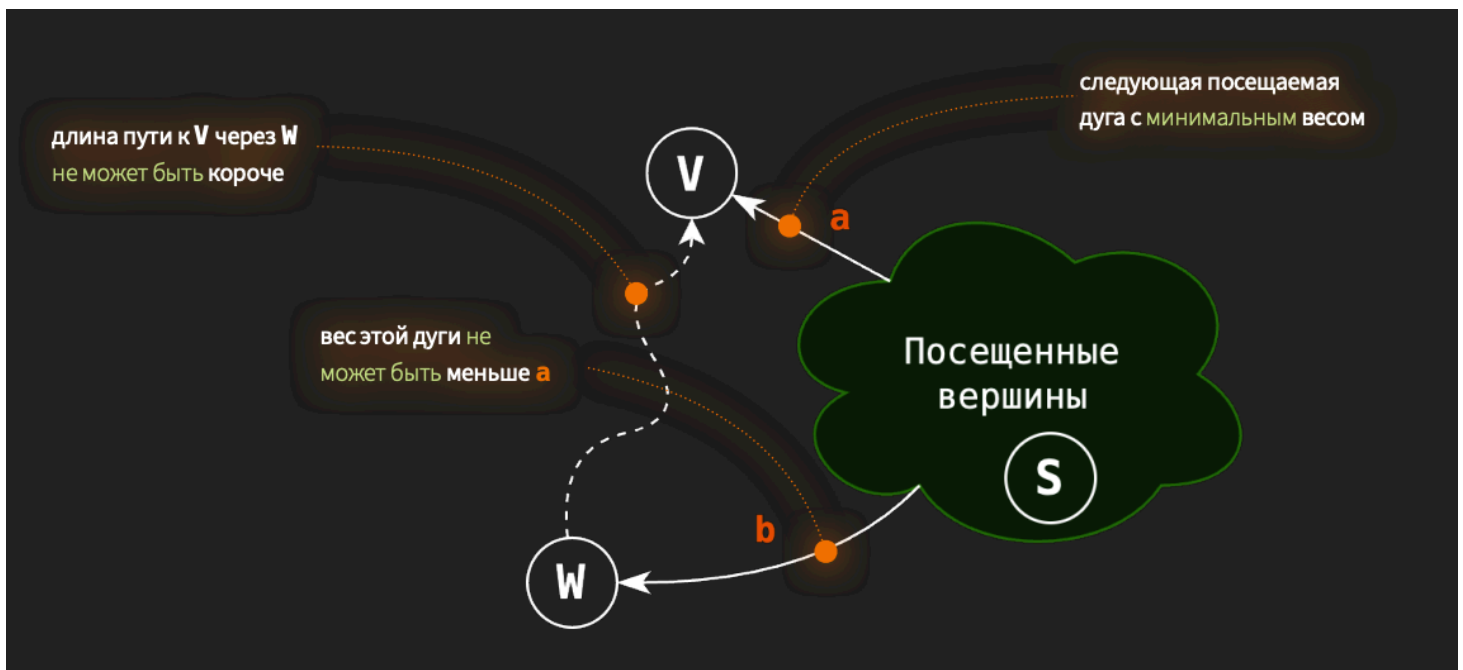 следующая посещаемая
дуга с минимальным весом
длина пути к V через W
не может быть короче
V
a
вес этой дуги не
может быть меньше a
Посещенные
вершины
S
b
W